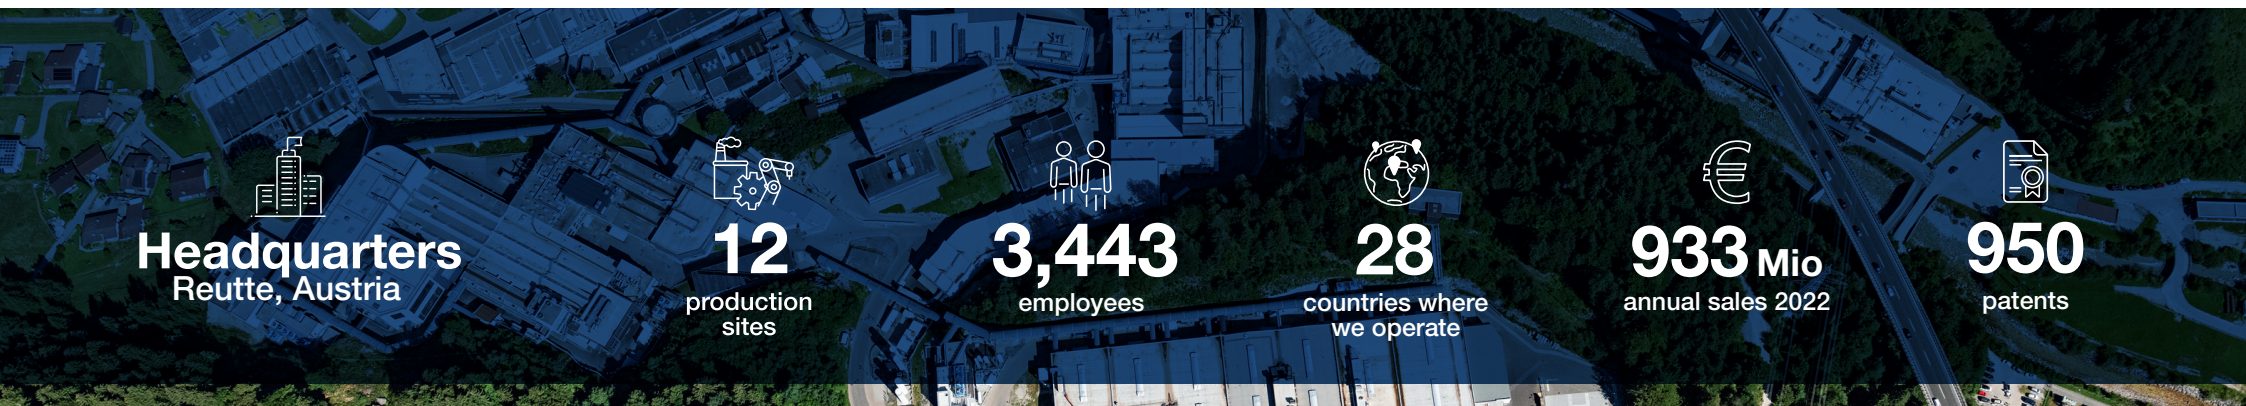 Headquarters
Reutte, Austria
12
production
sites
3,443
employees
28
countries where
we operate
933 Mio
annual sales 2022
950
patents